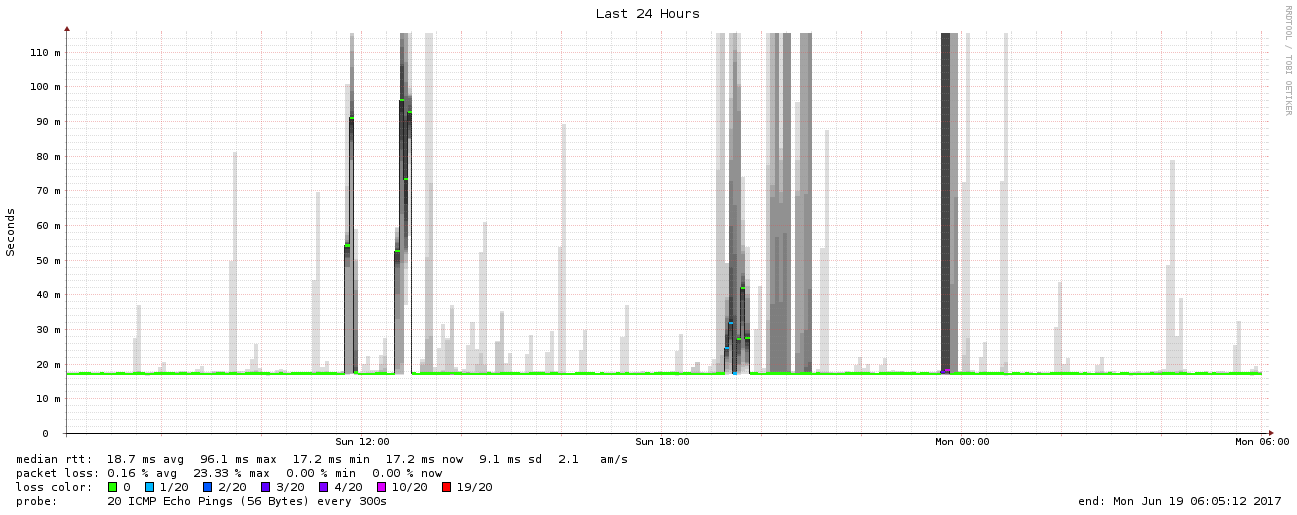 Last 24 Hours
RRDTOOL / TOBI OETIKER
Seconds
110 m
100 m
90 m
80 m
70 m
60 m
50 m
40 m
30 m
20 m
10 m
0
Sun 12:00 Sun 18:00 Mon 00:00 Mon 06:00
median rtt: 18.7 ms avg 96.1 ms max 17.2 ms min 17.2 ms now 9.1 ms sd 2.1 am/s
packet loss: 0.16 % avg 23.33 % max 0.00 % min 0.00 % now
loss color: 0 1/20 2/20 3/20 4/20 10/20 19/20
probe: 20 ICMP Echo Pings (56 Bytes) every 300s end: Mon Jun 19 06:05:12 2017